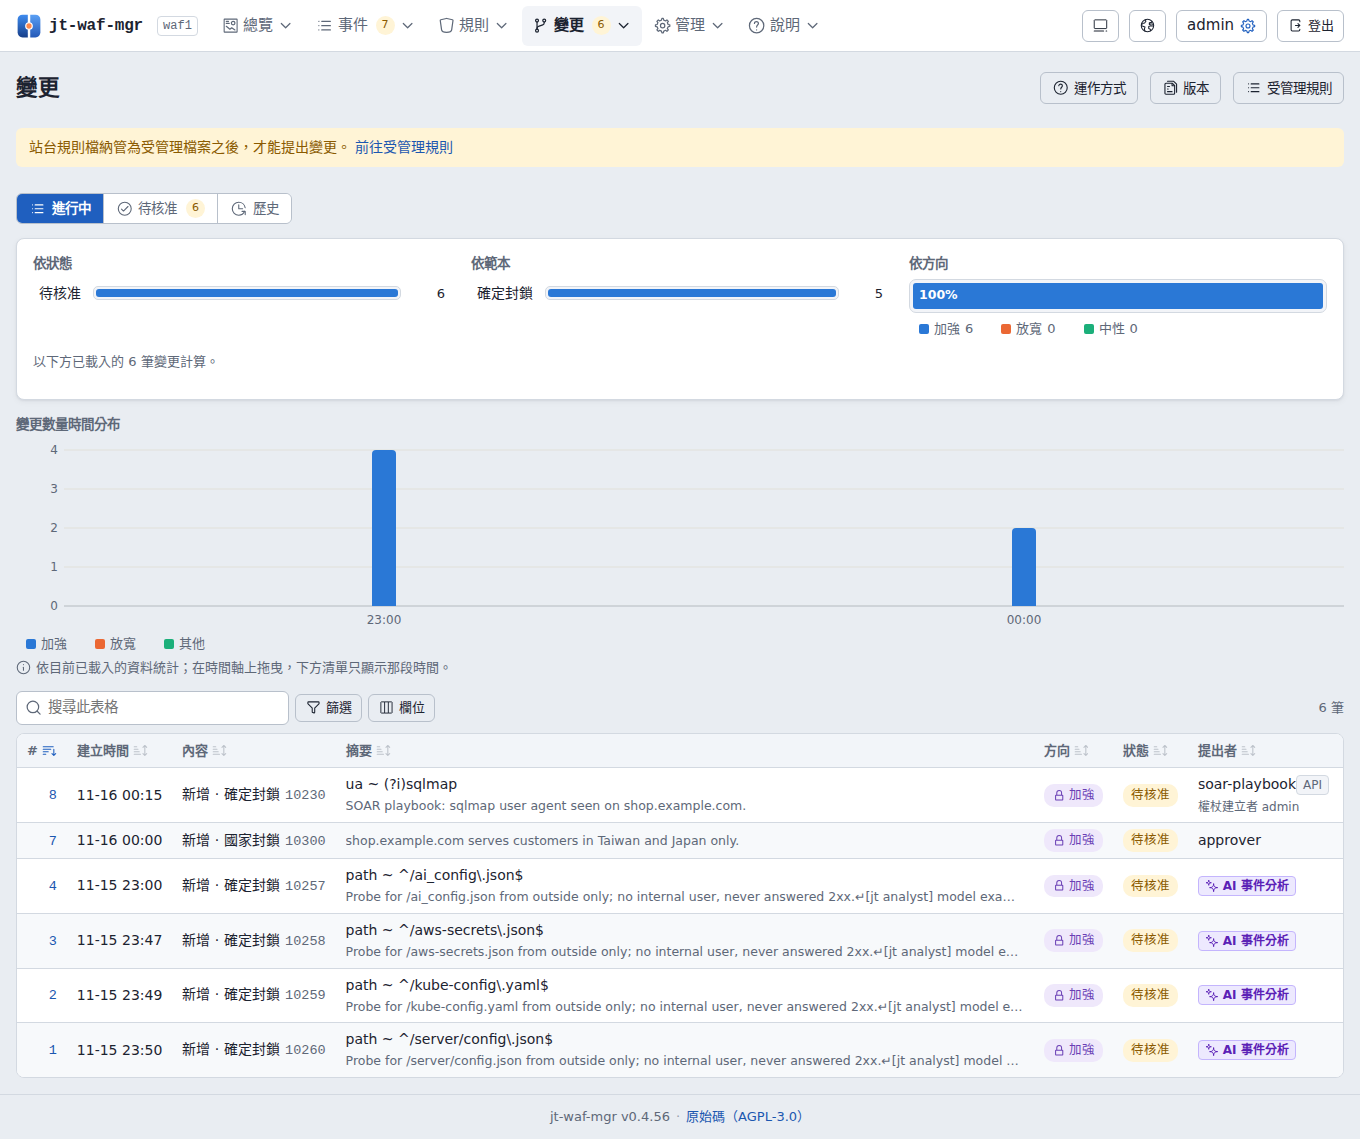 jt-waf-mgr waf1 總覽 事件 7 規則 變更 6 管理 說明 admin 登出
變更 運作方式 版本 受管理規則
站台規則檔納管為受管理檔案之後，才能提出變更。 前往受管理規則
進行中 待核准 6 歷史
依狀態 依範本 依方向
待核准 6 確定封鎖 5 100%
加強 6 放寬 0 中性 0
以下方已載入的 6 筆變更計算。
變更數量時間分布
4
3
2
1
0
23:00 00:00
加強 放寬 其他
依目前已載入的資料統計；在時間軸上拖曳，下方清單只顯示那段時間。
搜尋此表格 篩選 欄位 6 筆
# 建立時間 內容 摘要 方向 狀態 提出者
8 11-16 00:15 新增 · 確定封鎖 10230 ua ~ (?i)sqlmap 加強 待核准 soar-playbook API
SOAR playbook: sqlmap user agent seen on shop.example.com. 權杖建立者 admin
7 11-16 00:00 新增 · 國家封鎖 10300 shop.example.com serves customers in Taiwan and Japan only. 加強 待核准 approver
4 11-15 23:00 新增 · 確定封鎖 10257 path ~ ^/ai_config\.json$ 加強 待核准 AI 事件分析
Probe for /ai_config.json from outside only; no internal user, never answered 2xx.↵[jt analyst] model exa…
3 11-15 23:47 新增 · 確定封鎖 10258 path ~ ^/aws-secrets\.json$ 加強 待核准 AI 事件分析
Probe for /aws-secrets.json from outside only; no internal user, never answered 2xx.↵[jt analyst] model e…
2 11-15 23:49 新增 · 確定封鎖 10259 path ~ ^/kube-config\.yaml$ 加強 待核准 AI 事件分析
Probe for /kube-config.yaml from outside only; no internal user, never answered 2xx.↵[jt analyst] model e…
1 11-15 23:50 新增 · 確定封鎖 10260 path ~ ^/server/config\.json$ 加強 待核准 AI 事件分析
Probe for /server/config.json from outside only; no internal user, never answered 2xx.↵[jt analyst] model …
jt-waf-mgr v0.4.56 · 原始碼（AGPL-3.0）